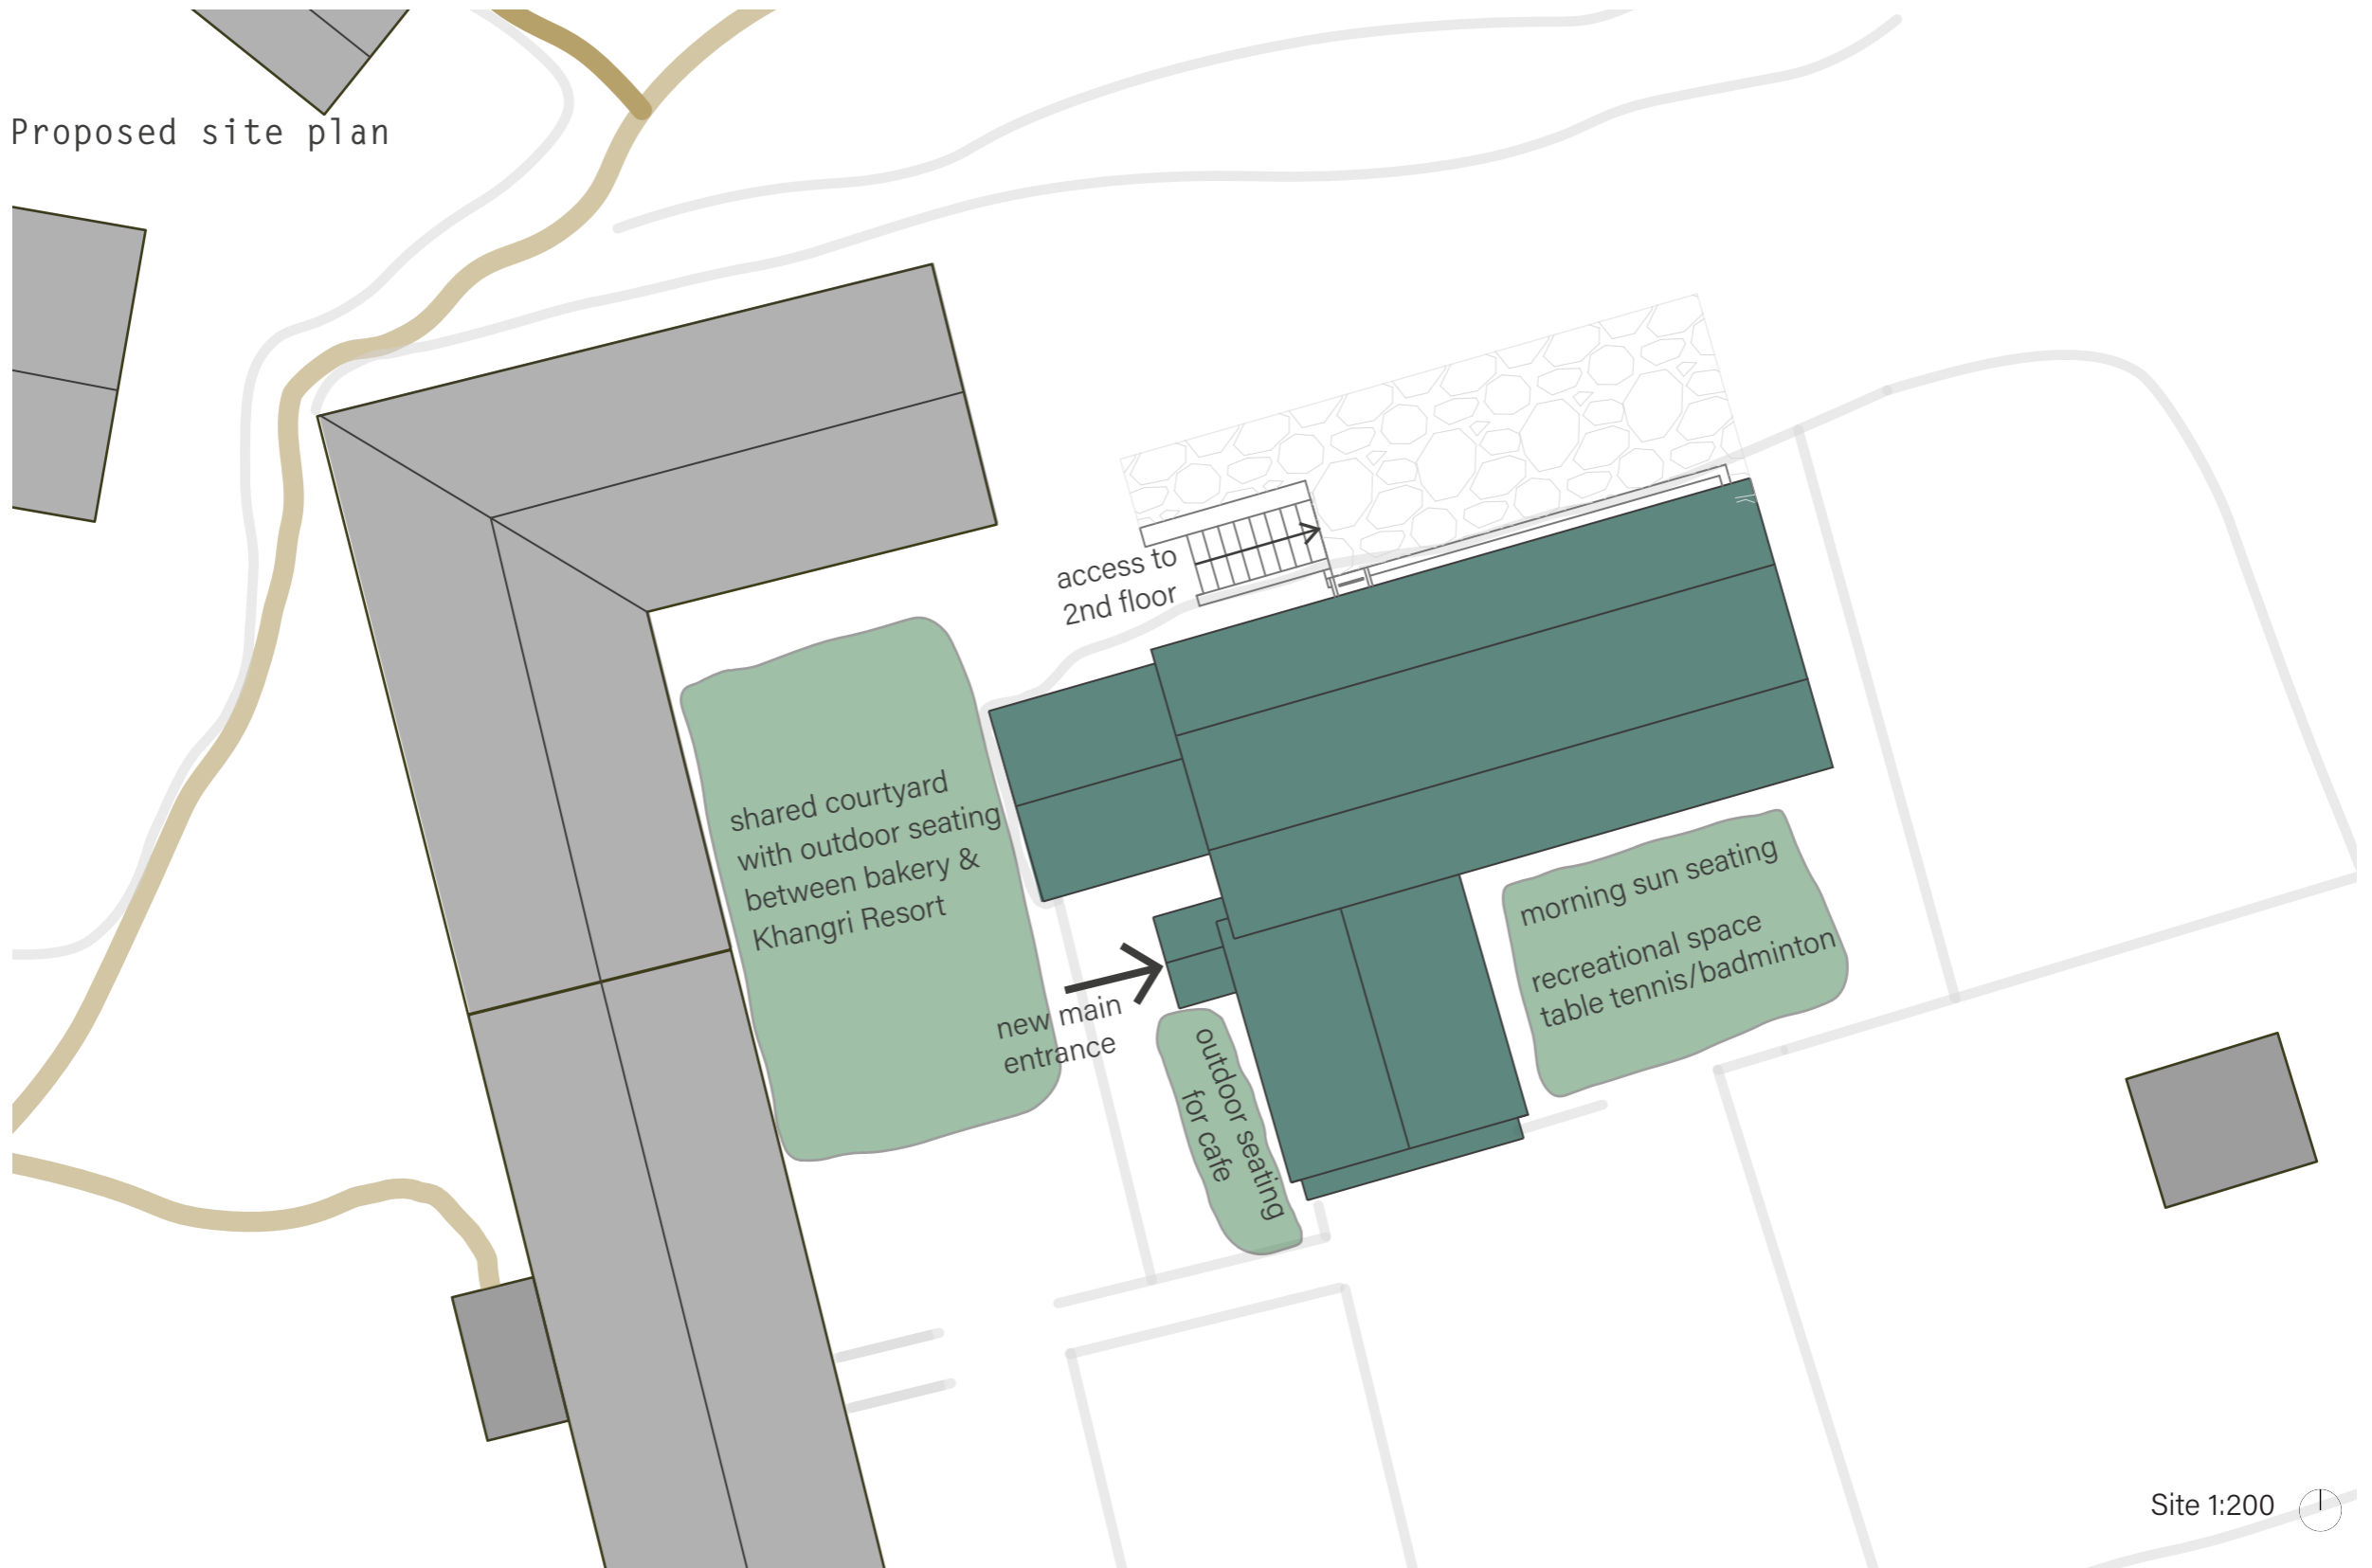 Proposed site plan
access to
2nd floor
shared courtyard
with outdoor seating
between bakery &
Khangri Resort
morning sun seating
recreational space
table tennis/badminton
new main
entrance
outdoor seating
for cafe
Site 1:200